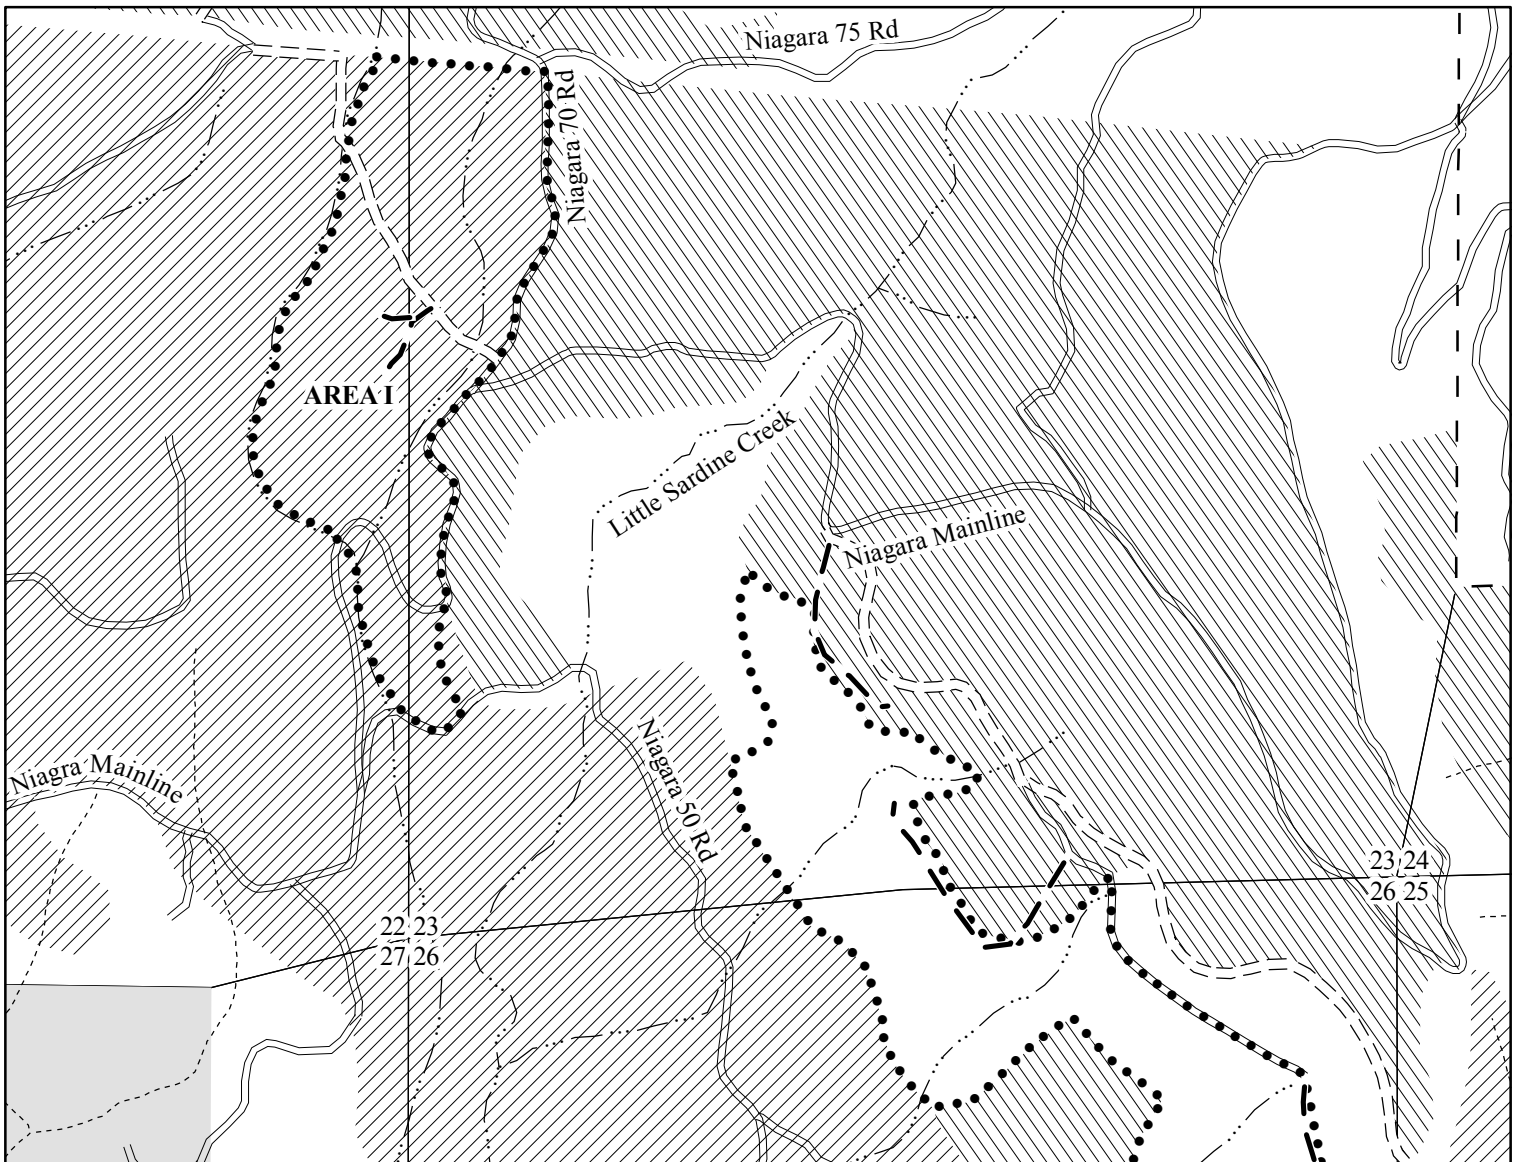 Niagara 75 Rd
Niagara 70 Rd
AREA I
Little Sardine Creek
Niagara Mainline
Niagra Mainline
Niagara 50 Rd
23 24
26 25
22 23
27 26